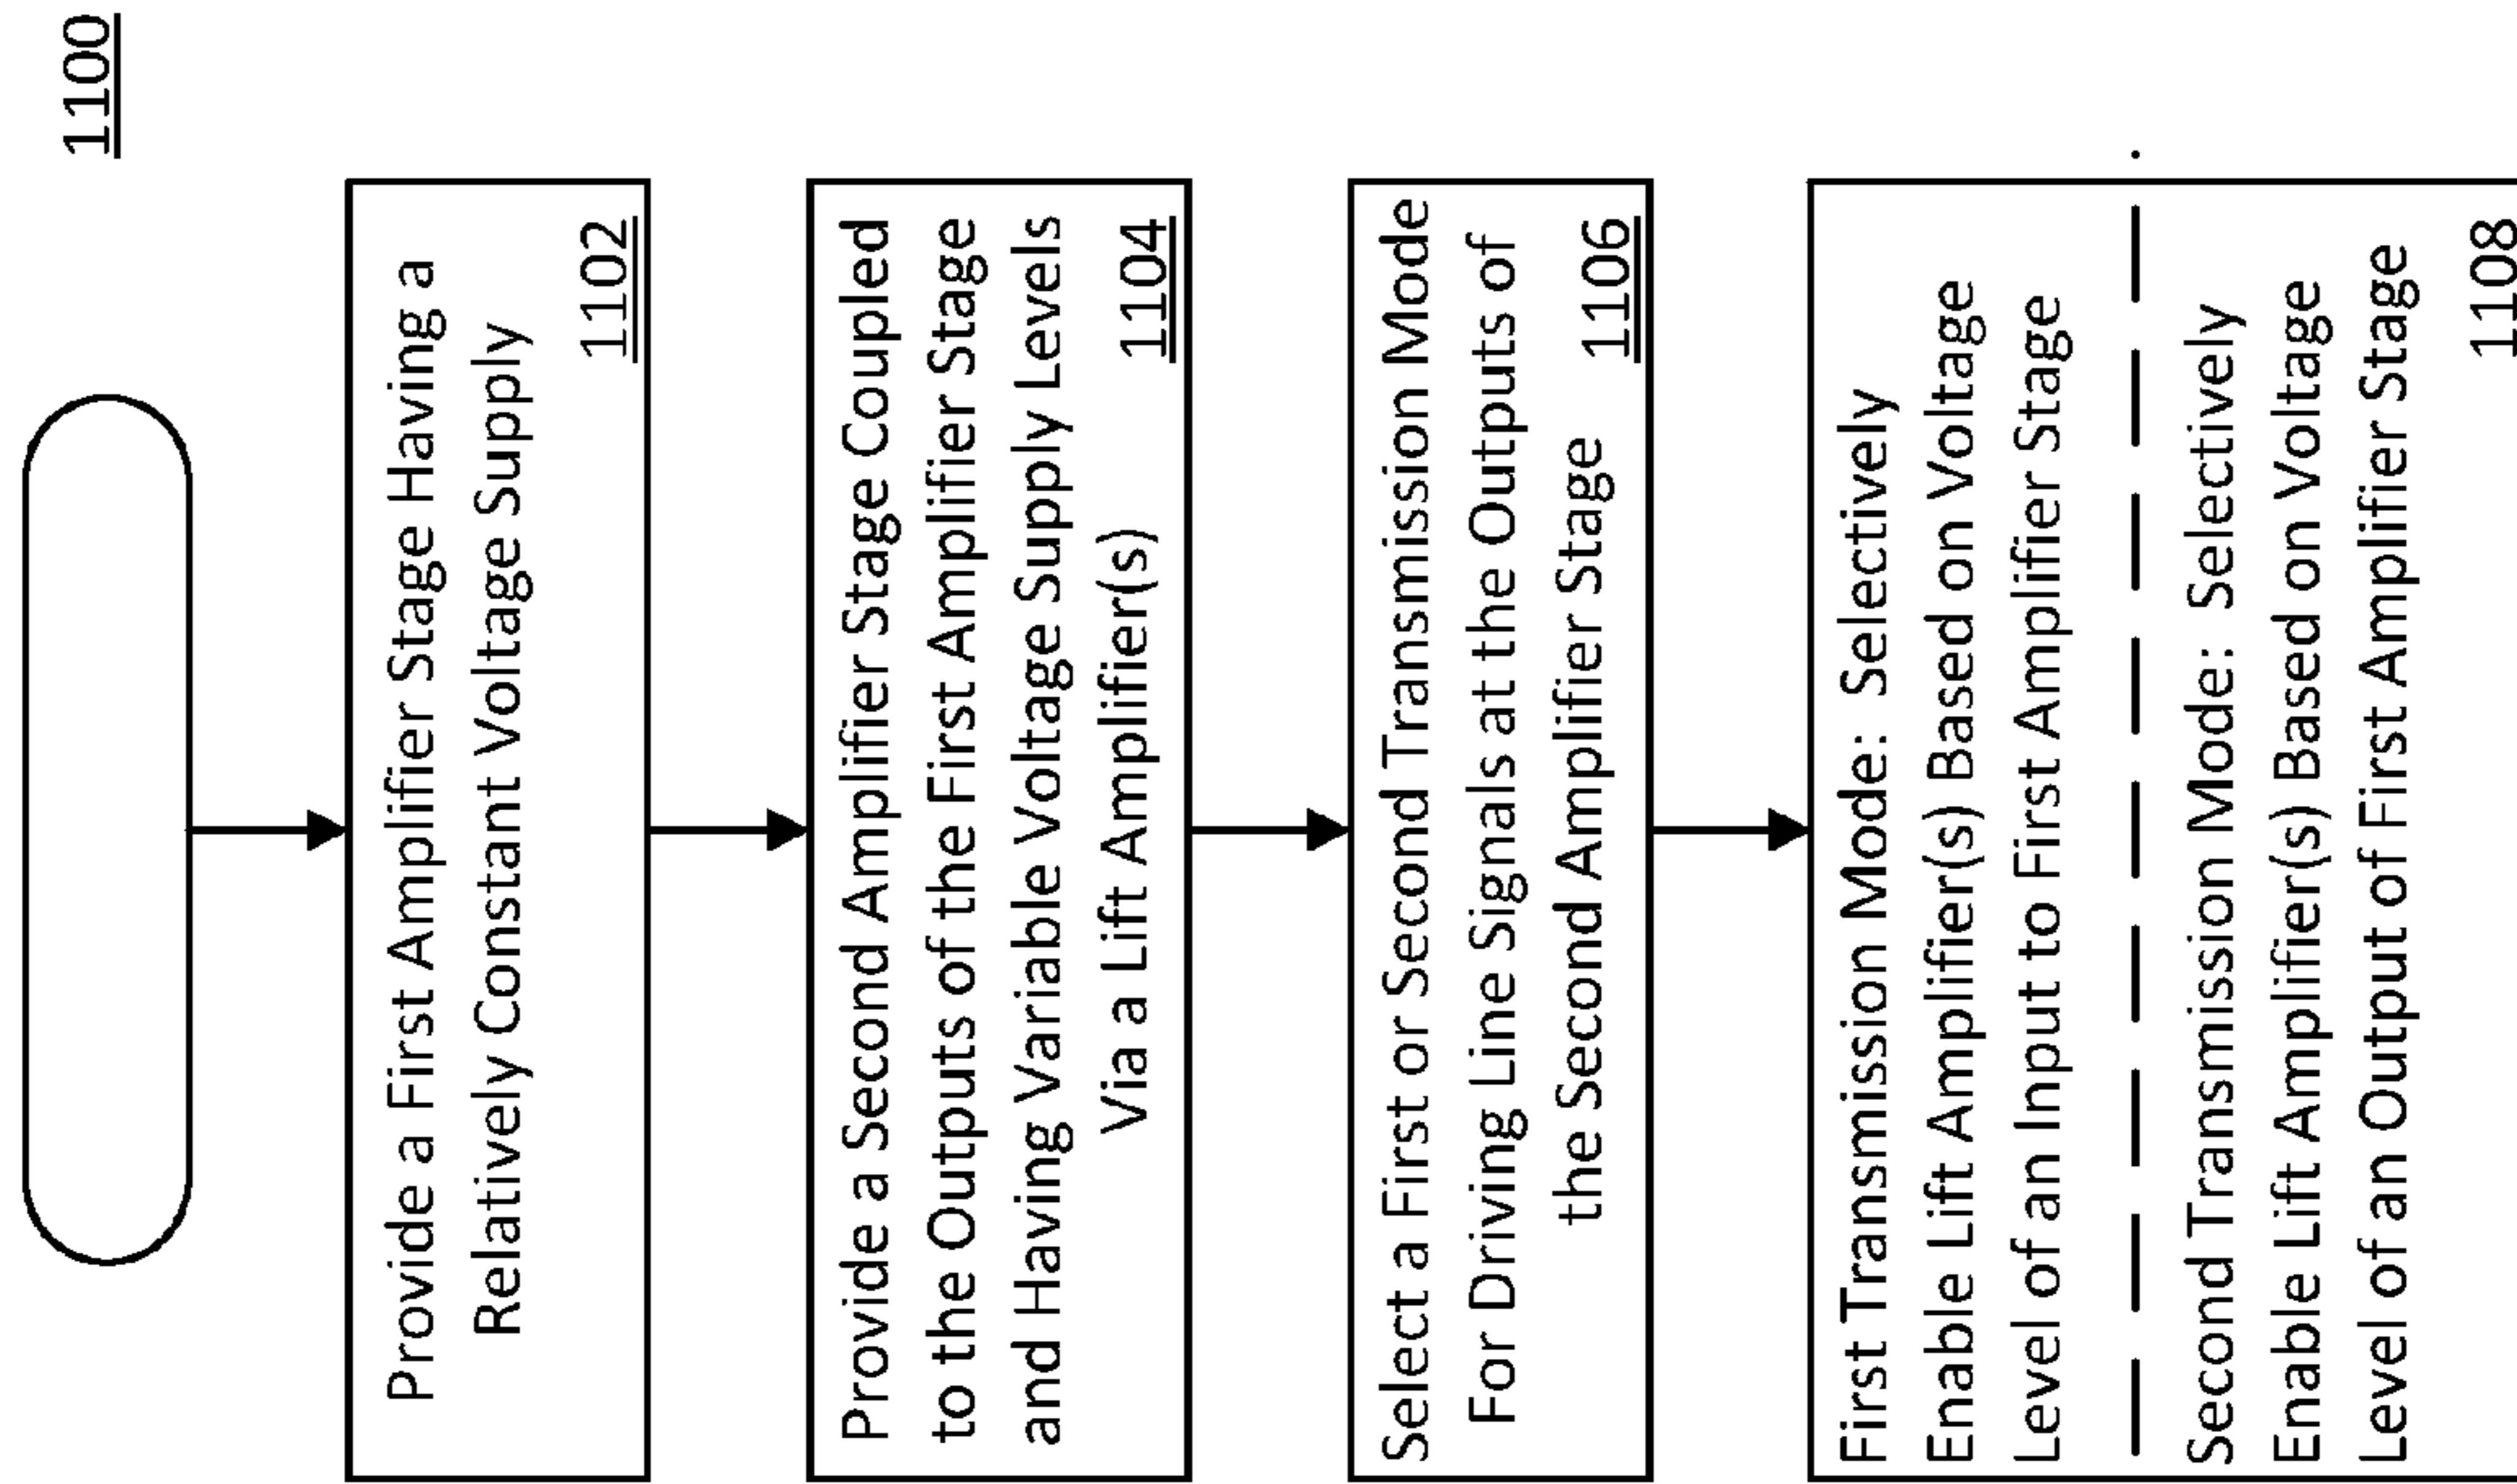 1100
Provide a First Amplifier Stage Having a
Relatively Constant Voltage Supply
1102
Provide a Second Amplifier Stage Coupled
to the Outputs of the First Amplifier Stage
and Having Variable Voltage Supply Levels
Via a Lift Amplifier(s)
1104
Select a First or Second Transmission Mode
For Driving Line Signals at the Outputs of
the Second Amplifier Stage
1106
First Transmission Mode: Selectively
Enable Lift Amplifier(s) Based on Voltage
Level of an Input to First Amplifier Stage
Second Transmission Mode: Selectively
Enable Lift Amplifier(s) Based on Voltage
Level of an Output of First Amplifier Stage
1108